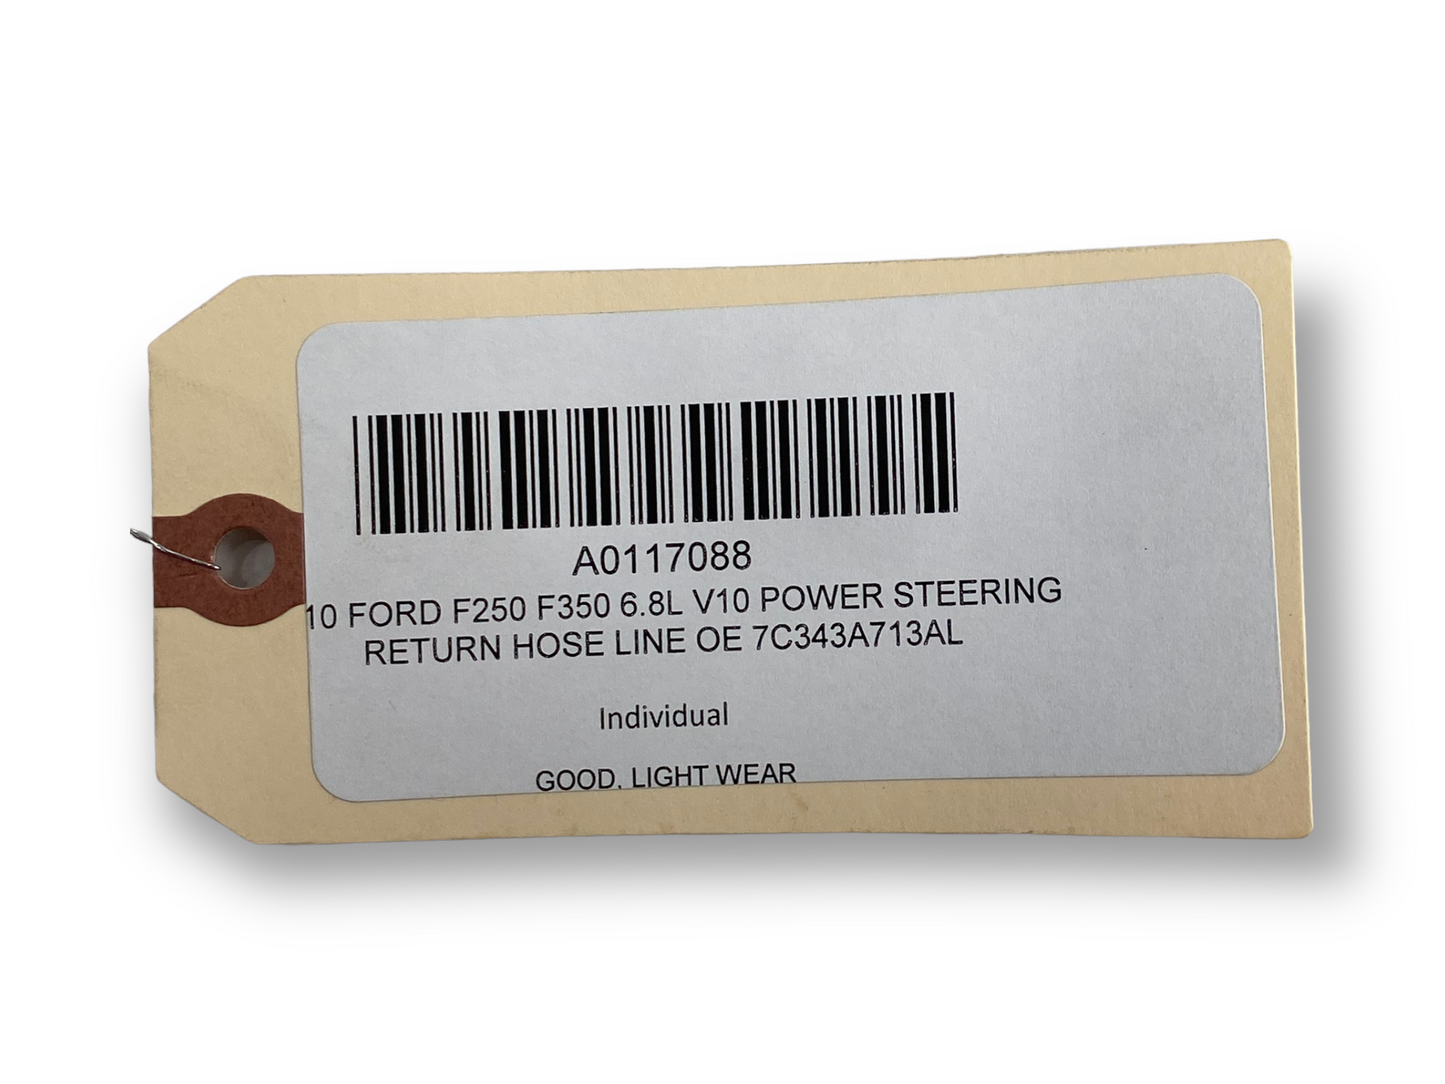 A0117088
10 FORD F250 F350 6.8L V10 POWER STEERING
RETURN HOSE LINE OE 7C343A713AL
Individual
GOOD, LIGHT WEAR